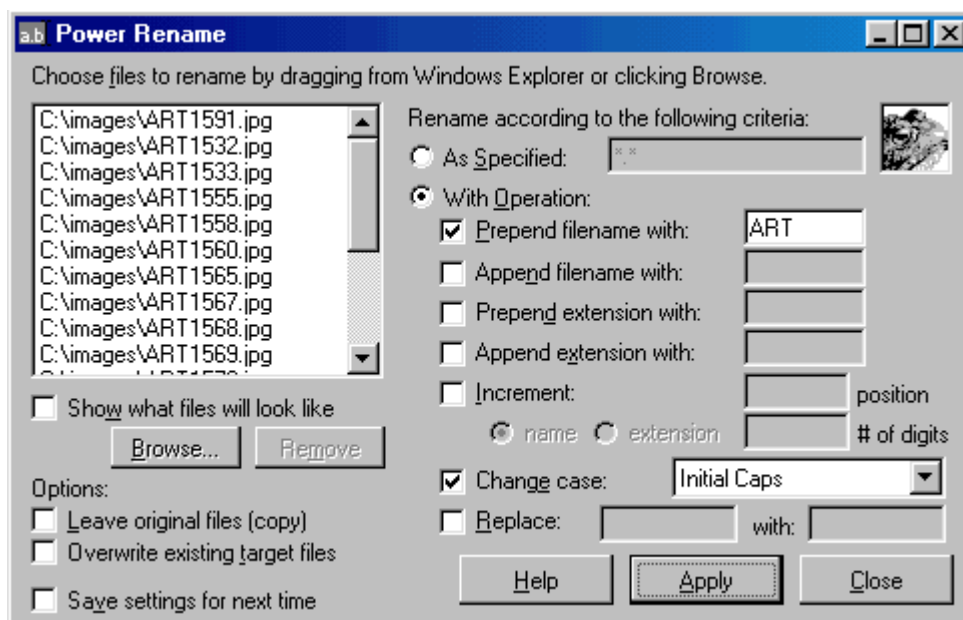 a.b Power Rename
Choose files to rename by dragging from Windows Explorer or clicking Browse.
C:\images\ART1591.jpg
C:\images\ART1532.jpg
C:\images\ART1533.jpg
C:\images\ART1555.jpg
C:\images\ART1558.jpg
C:\images\ART1560.jpg
C:\images\ART1565.jpg
C:\images\ART1567.jpg
C:\images\ART1568.jpg
C:\images\ART1569.jpg
Show what files will look like
Browse... Remove
Options:
Leave original files (copy)
Overwrite existing target files
Save settings for next time
Rename according to the following criteria:
As Specified: *.*
With Operation:
Prepend filename with: ART
Append filename with:
Prepend extension with:
Append extension with:
Increment: position
name extension # of digits
Change case: Initial Caps
Replace: with:
Help Apply Close